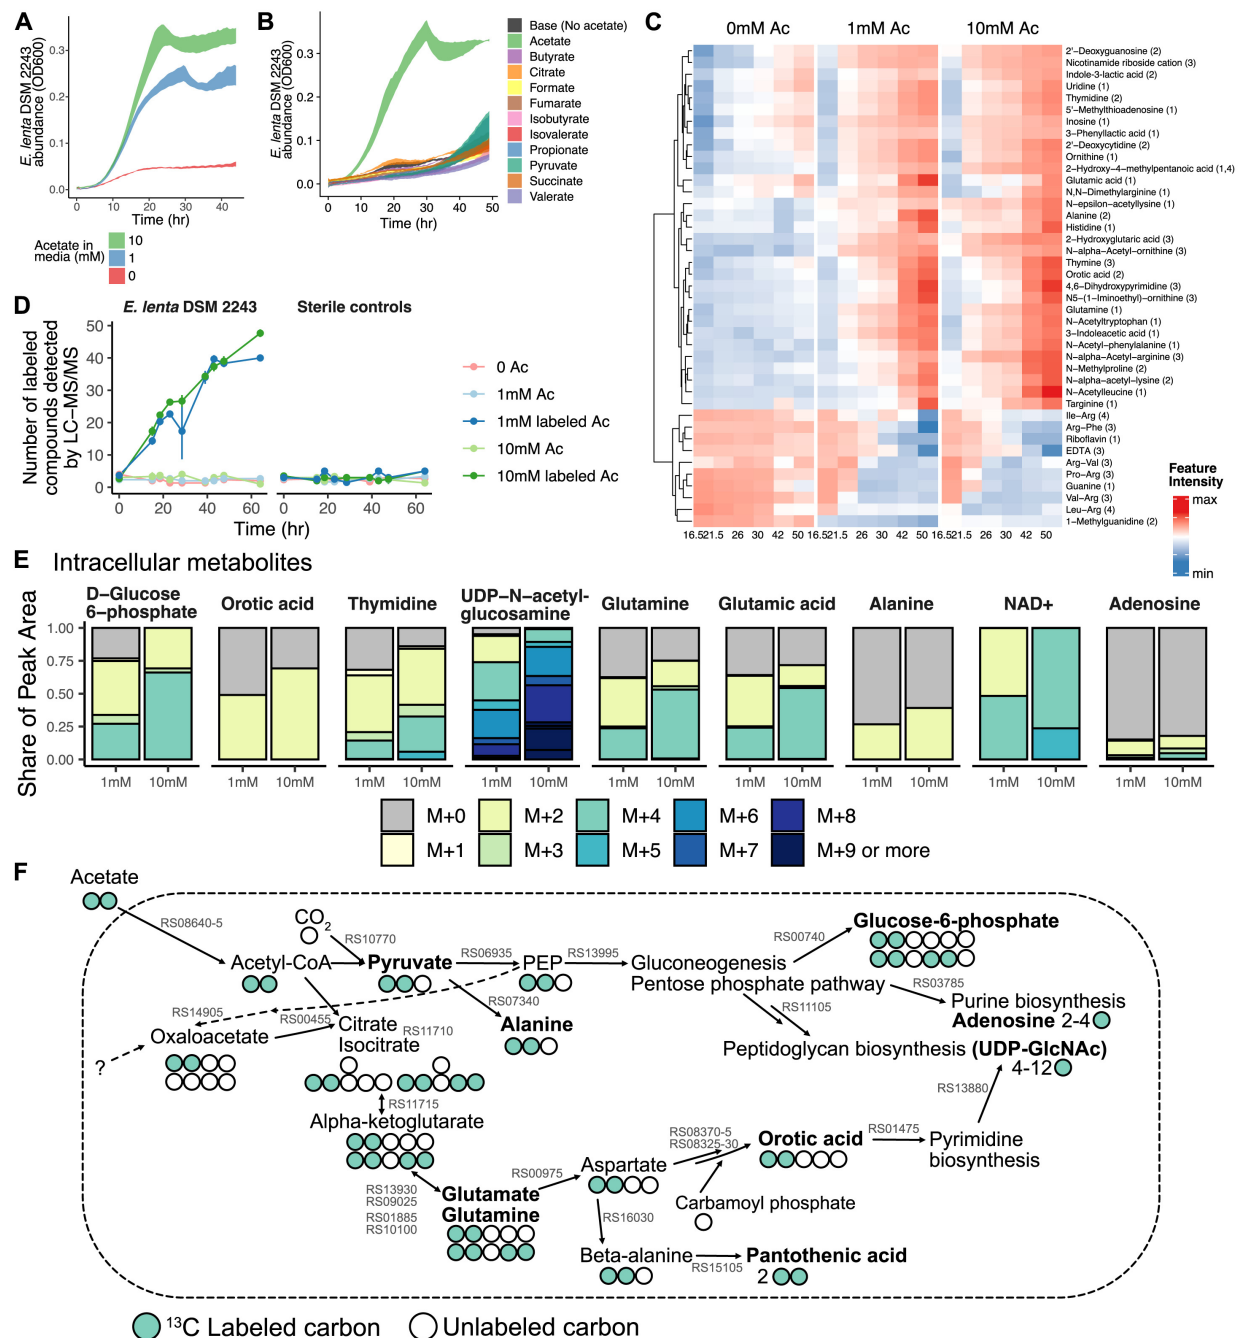 A
E. lenta DSM 2243
abundance (OD600)
0.3
0.2
0.1
0.0
0
10
20
30
40
Time (hr)
Acetate in
media (mM)
10
1
0
B
E. lenta DSM 2243
abundance (OD600)
0.3
0.2
0.1
0.0
0
10
20
30
40
50
Time (hr)
Base (No acetate)
Acetate
Butyrate
Citrate
Formate
Fumarate
Isobutyrate
Isovalerate
Propionate
Pyruvate
Succinate
Valerate
C
0mM Ac
1mM Ac
10mM Ac
2'−Deoxyguanosine (2)
Nicotinamide riboside cation (3)
Indole-3-lactic acid (2)
Uridine (1)
Thymidine (2)
5'−Methylthioadenosine (1)
Inosine (1)
3−Phenyllactic acid (1)
2'−Deoxycytidine (2)
Ornithine (1)
2−Hydroxy−4−methylpentanoic acid (1,4)
Glutamic acid (1)
N,N−Dimethylarginine (1)
N−epsilon−acetyllysine (1)
Alanine (2)
Histidine (1)
2−Hydroxyglutaric acid (3)
N−alpha−Acetyl−ornithine (3)
Thymine (3)
Orotic acid (2)
4,6−Dihydroxypyrimidine (3)
N5−(1−Iminoethyl)−ornithine (3)
Glutamine (1)
N−Acetyltryptophan (1)
3−Indoleacetic acid (1)
N−Acetyl−phenylalanine (1)
N−alpha−Acetyl−arginine (3)
N−Methylproline (2)
N−alpha−acetyl−lysine (2)
N−Acetylleucine (1)
Targinine (1)
Ile−Arg (4)
Arg−Phe (3)
Riboflavin (1)
EDTA (3)
Arg−Val (3)
Pro−Arg (3)
Guanine (1)
Val−Arg (3)
Leu−Arg (4)
1−Methylguanidine (2)
16.5 21.5 26 30 42 50 16.5 21.5 26 30 42 50 16.5 21.5 26 30 42 50
Feature
Intensity
max
min
D
E. lenta DSM 2243
Sterile controls
Number of labeled
compounds detected
by LC−MS/MS
50
40
30
20
10
0
0 20 40 60 0 20 40 60
Time (hr)
0 Ac
1mM Ac
1mM labeled Ac
10mM Ac
10mM labeled Ac
E Intracellular metabolites
Share of Peak Area
1.00
0.75
0.50
0.25
0.00
D−Glucose
6−phosphate
Orotic acid
Thymidine
UDP−N−acetyl-
glucosamine
Glutamine
Glutamic acid
Alanine
NAD+
Adenosine
1mM 10mM 1mM 10mM 1mM 10mM 1mM 10mM 1mM 10mM 1mM 10mM 1mM 10mM 1mM 10mM 1mM 10mM
M+0 M+2 M+4 M+6 M+8
M+1 M+3 M+5 M+7 M+9 or more
F
Acetate
RS08640-5
CO2
RS10770
Acetyl-CoA
Pyruvate
RS06935
PEP
RS13995
Gluconeogenesis
Pentose phosphate pathway
RS00740
Glucose-6-phosphate
RS03785
Purine biosynthesis
Adenosine 2-4
RS11105
Peptidoglycan biosynthesis (UDP-GlcNAc)
4-12
RS07340
Alanine
RS14905
Oxaloacetate
?
RS00455
Citrate
Isocitrate
RS11710
RS11715
Alpha-ketoglutarate
RS13930
RS09025
RS01885
RS10100
Glutamate
Glutamine
RS00975
Aspartate
RS08370-5
RS08325-30
Orotic acid
RS01475
Pyrimidine
biosynthesis
RS13880
Carbamoyl phosphate
RS16030
Beta-alanine
RS15105
Pantothenic acid
2
13C Labeled carbon
Unlabeled carbon